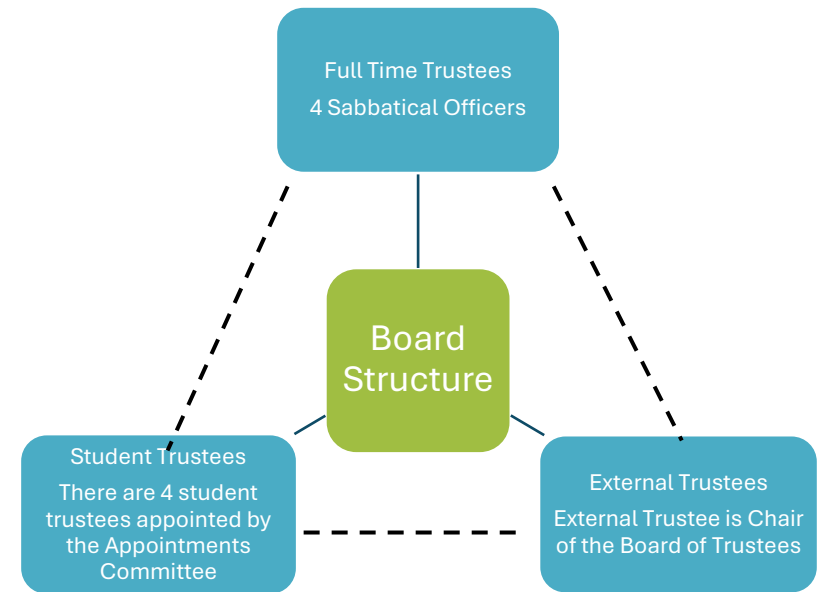 Full Time Trustees
4 Sabbatical Officers
Board
Structure
Student Trustees
There are 4 student
trustees appointed by
the Appointments
Committee
External Trustees
External Trustee is Chair
of the Board of Trustees